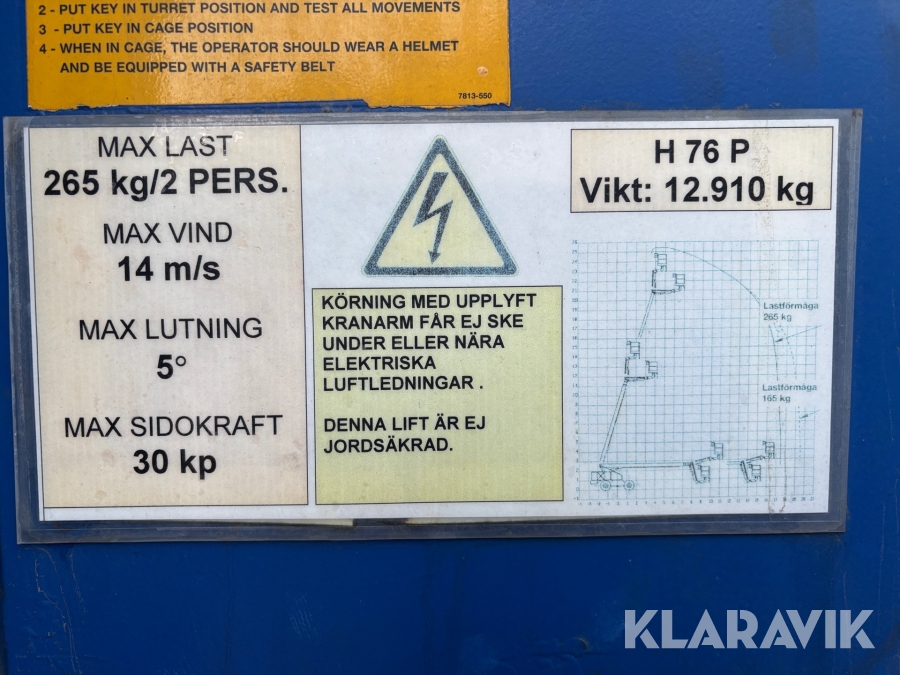 2 - PUT KEY IN TURRET POSITION AND TEST ALL MOVEMENTS
3 - PUT KEY IN CAGE POSITION
4 - WHEN IN CAGE, THE OPERATOR SHOULD WEAR A HELMET
AND BE EQUIPPED WITH A SAFETY BELT
7813-550
MAX LAST
265 kg/2 PERS.
MAX VIND
14 m/s
MAX LUTNING
5°
MAX SIDOKRAFT
30 kp
KÖRNING MED UPPLYFT
KRANARM FÅR EJ SKE
UNDER ELLER NÄRA
ELEKTRISKA
LUFTLEDNINGAR .
DENNA LIFT ÄR EJ
JORDSÄKRAD.
H 76 P
Vikt: 12.910 kg
Lastförmåga
265 kg
Lastförmåga
165 kg
KLARAVIK